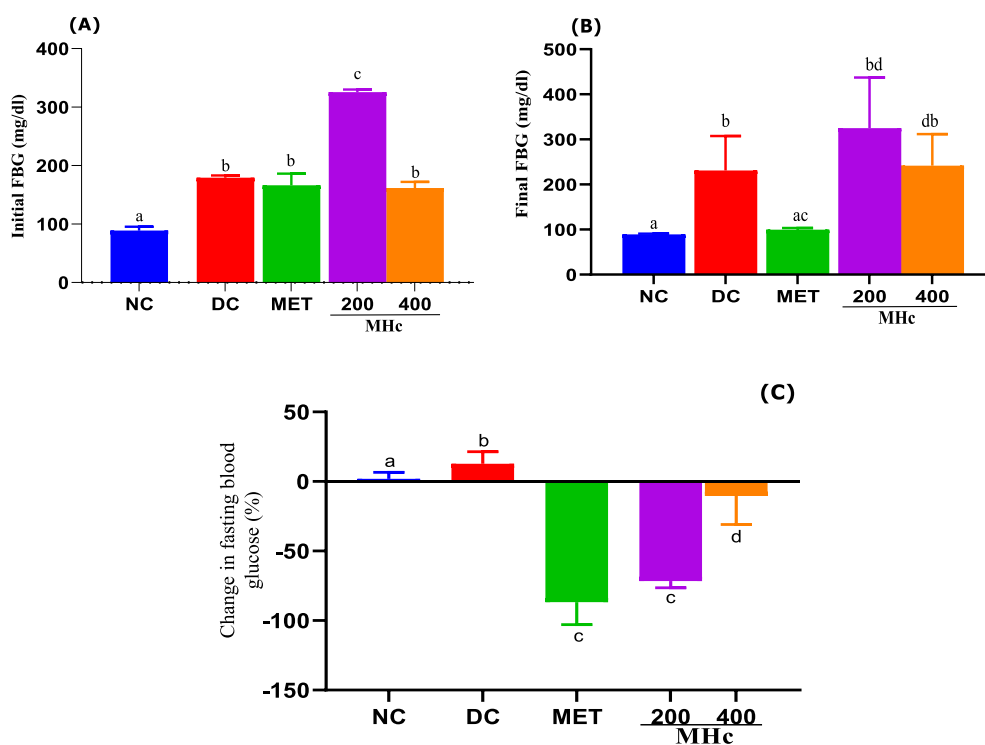 (A)
Initial FBG (mg/dl)
400
300
200
100
0
a
b
b
c
b
NC DC MET 200 400
MHc
(B)
Final FBG (mg/dl)
500
400
300
200
100
0
a
b
ac
bd
db
NC DC MET 200 400
MHc
(C)
Change in fasting blood
glucose (%)
50
0
-50
-100
-150
a
b
c
c
d
NC DC MET 200 400
MHc